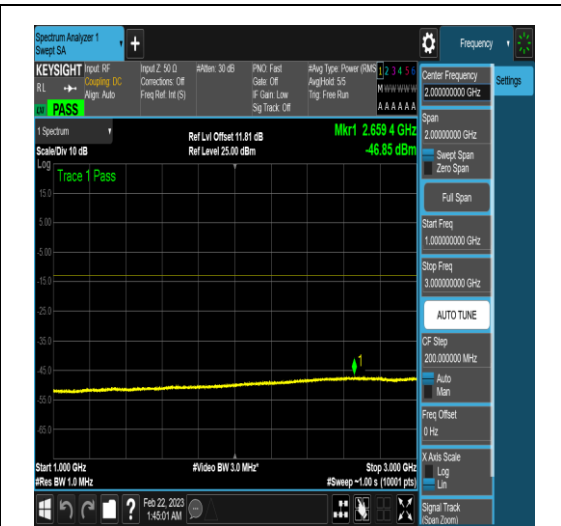 Spectrum Analyzer 1
Swept SA
+
Frequency
KEYSIGHT
Input: RF
Coupling: DC
Align: Auto
Input Z: 50 Ω
Corrections: Off
Freq Ref: Int (S)
#Atten: 30 dB
PNO: Fast
Gate: Off
IF Gain: Low
Sig Track: Off
#Avg Type: Power (RMS
Avg|Hold: 5/5
Trig: Free Run
1 2 3 4 5 6
M W W W W W
A A A A A A
RL
PASS
Center Frequency
2.000000000 GHz
Settings
Span
2.00000000 GHz
Swept Span
Zero Span
Full Span
Start Freq
1.000000000 GHz
Stop Freq
3.000000000 GHz
AUTO TUNE
CF Step
200.000000 MHz
Auto
Man
Freq Offset
0 Hz
X Axis Scale
Log
Lin
Signal Track
(Span Zoom)
1 Spectrum
Scale/Div 10 dB
Ref Lvl Offset 11.81 dB
Ref Level 25.00 dBm
Mkr1 2.659 4 GHz
-46.85 dBm
Log
Trace 1 Pass
15.0
5.00
-5.00
-15.0
-25.0
-35.0
-45.0
-55.0
-65.0
1
Start 1.000 GHz
#Res BW 1.0 MHz
#Video BW 3.0 MHz*
Stop 3.000 GHz
#Sweep ~1.00 s (10001 pts)
?
Feb 22, 2023
1:45:01 AM